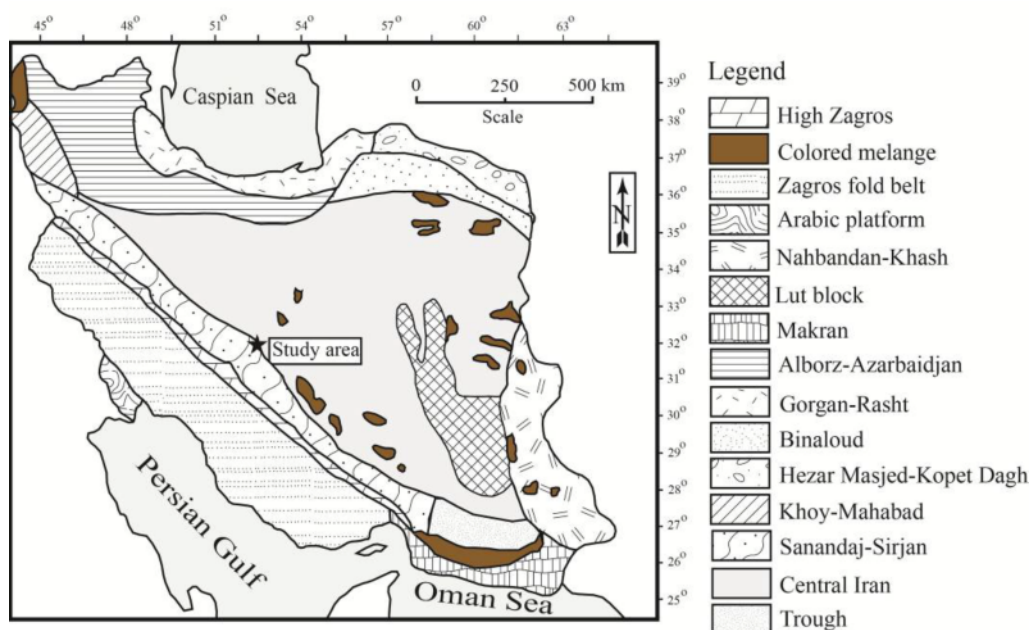 45° 48° 51° 54° 57° 60° 63°
Caspian Sea
0 250 500 km
Scale
N
39°
38°
37°
36°
35°
34°
33°
32°
31°
30°
29°
28°
27°
26°
25°
Study area
Persian Gulf
Oman Sea
Legend
High Zagros
Colored melange
Zagros fold belt
Arabic platform
Nahbandan-Khash
Lut block
Makran
Alborz-Azarbaidjan
Gorgan-Rasht
Binaloud
Hezar Masjed-Kopet Dagh
Khoy-Mahabad
Sanandaj-Sirjan
Central Iran
Trough